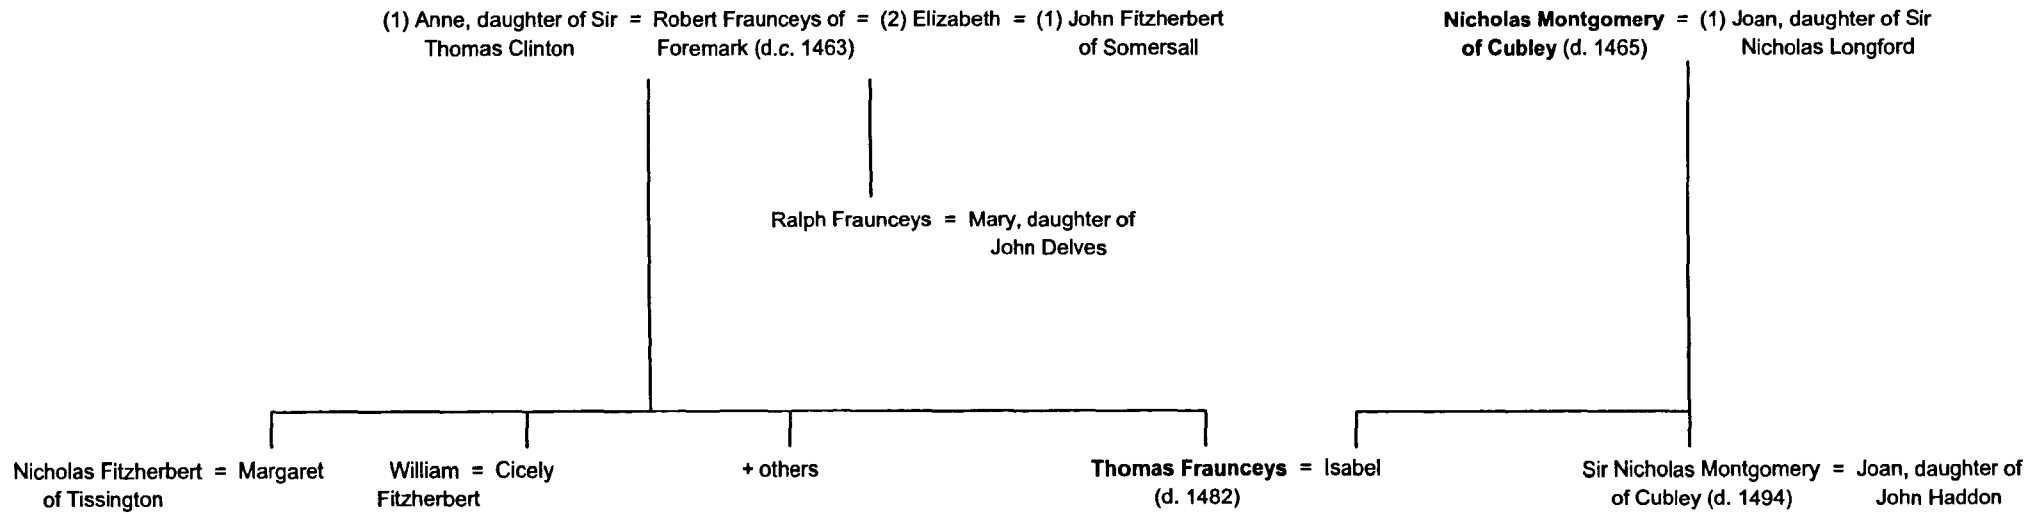 (1) Anne, daughter of Sir = Robert Fraunceys of = (2) Elizabeth = (1) John Fitzherbert
Thomas Clinton Foremark (d.c. 1463) of Somersall
Nicholas Montgomery = (1) Joan, daughter of Sir
of Cubley (d. 1465) Nicholas Longford
Ralph Fraunceys = Mary, daughter of
John Delves
Nicholas Fitzherbert = Margaret
of Tissington
William = Cicely
Fitzherbert
+ others
Thomas Fraunceys = Isabel
(d. 1482)
Sir Nicholas Montgomery = Joan, daughter of
of Cubley (d. 1494) John Haddon